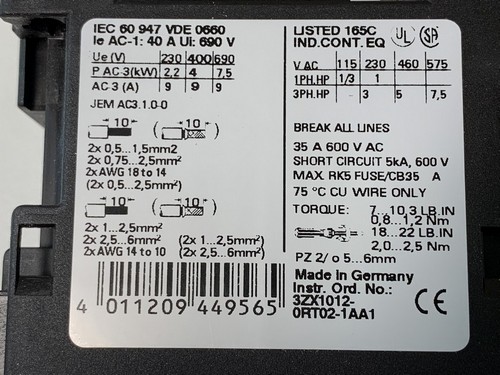 IEC 60 947 VDE 0660
Ie AC-1: 40 A Ui: 690 V
Ue (V) 230 400 690
P AC-3 (kW) 2,2 4 7,5
AC-3 (A) 9 9 9
JEM AC3.1.0-0
10 ( 10 )
2x 0,5...1,5mm2
2x 0,75...2,5mm²
2x AWG 18 to 14
(2x 0,5...2,5mm²)
10 ( 10 )
2x 1...2,5mm²
2x 2,5...6mm² (2x 1...2,5mm²)
2x AWG 14 to 10 (2x 2,5...6mm²)
4 011209 449565
LISTED 165C
IND.CONT.EQ
UL SA
V AC 115 230 460 575
1PH.HP 1/3 1
3PH.HP 3 5 7,5
BREAK ALL LINES
35 A 600 V AC
SHORT CIRCUIT 5kA, 600 V
MAX. RK5 FUSE/CB35 A
75 °C CU WIRE ONLY
TORQUE: 7...10,3 LB.IN
0,8...1,2 Nm
18...22 LB.IN
2,0...2,5 Nm
PZ 2/ o 5...6mm
Made in Germany
Instr. Ord. No.:
3ZX1012-
0RT02-1AA1
CE